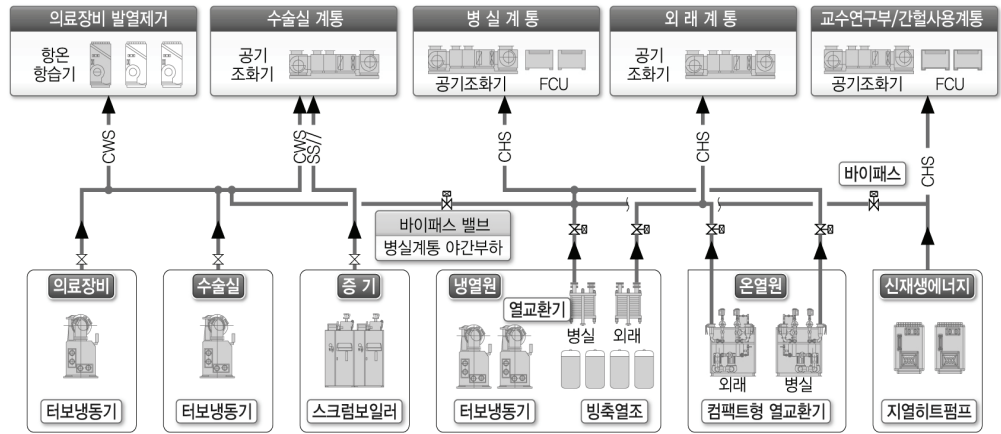 의료장비 발열제거
수술실 계통
병 실 계 통
외 래 계 통
교수연구부/간헐사용계통
항온
항습기
공기
조화기
공기조화기
FCU
공기
조화기
공기조화기
FCU
CWS
CWS
SS//
CHS
CHS
CHS
바이패스
바이패스 밸브
병실계통 야간부하
의료장비
수술실
증 기
냉열원
온열원
신재생에너지
열교환기
병실
외래
외래
병실
터보냉동기
터보냉동기
스크럼보일러
터보냉동기
빙축열조
컴팩트형 열교환기
지열히트펌프